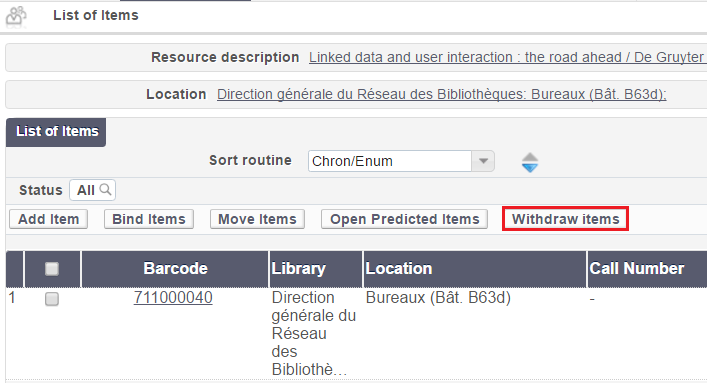 List of Items
Resource description Linked data and user interaction : the road ahead / De Gruyter
Location Direction générale du Réseau des Bibliothèques: Bureaux (Bât. B63d);
List of Items
Sort routine Chron/Enum
Status All
Add Item Bind Items Move Items Open Predicted Items Withdraw items
Barcode Library Location Call Number
1 711000040 Direction Bureaux (Bât. B63d) -
générale du
Réseau
des
Bibliothè…